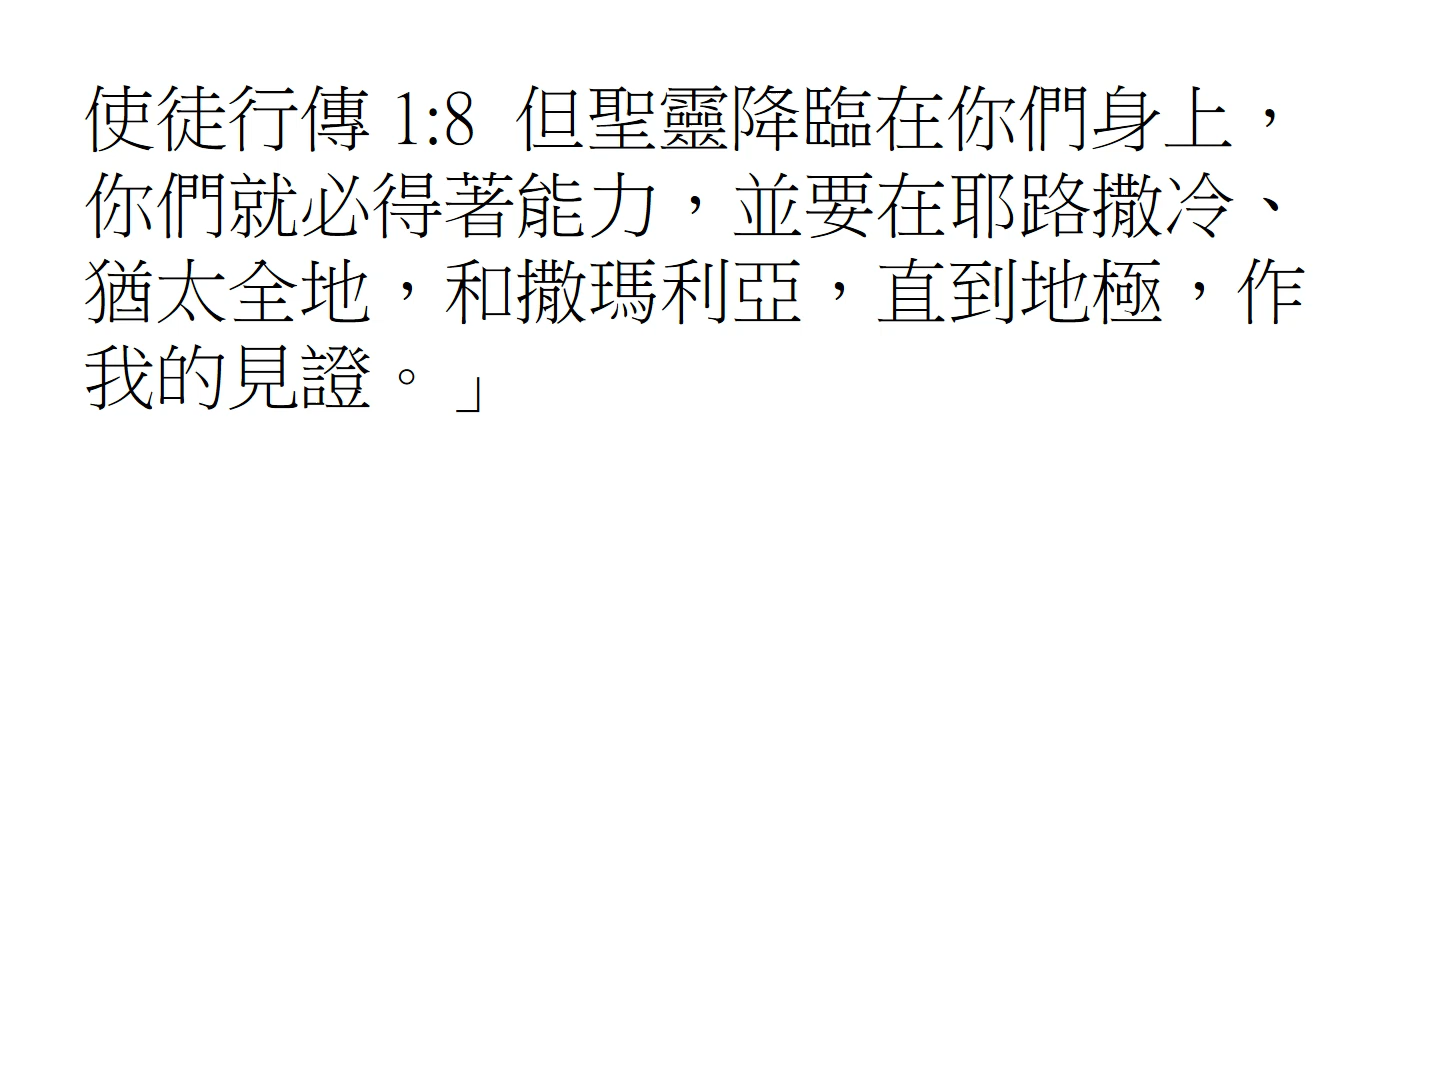 使徒行傳 1:8 但聖靈降臨在你們身上，
你們就必得著能力，並要在耶路撒冷、
猶太全地，和撒瑪利亞，直到地極，作
我的見證。」